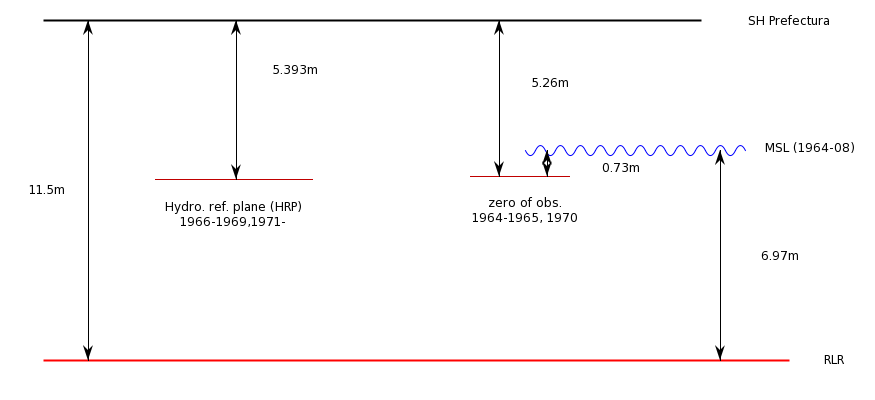 SH Prefectura
5.393m
5.26m
MSL (1964-08)
0.73m
11.5m
Hydro. ref. plane (HRP)
1966-1969,1971-
zero of obs.
1964-1965, 1970
6.97m
RLR